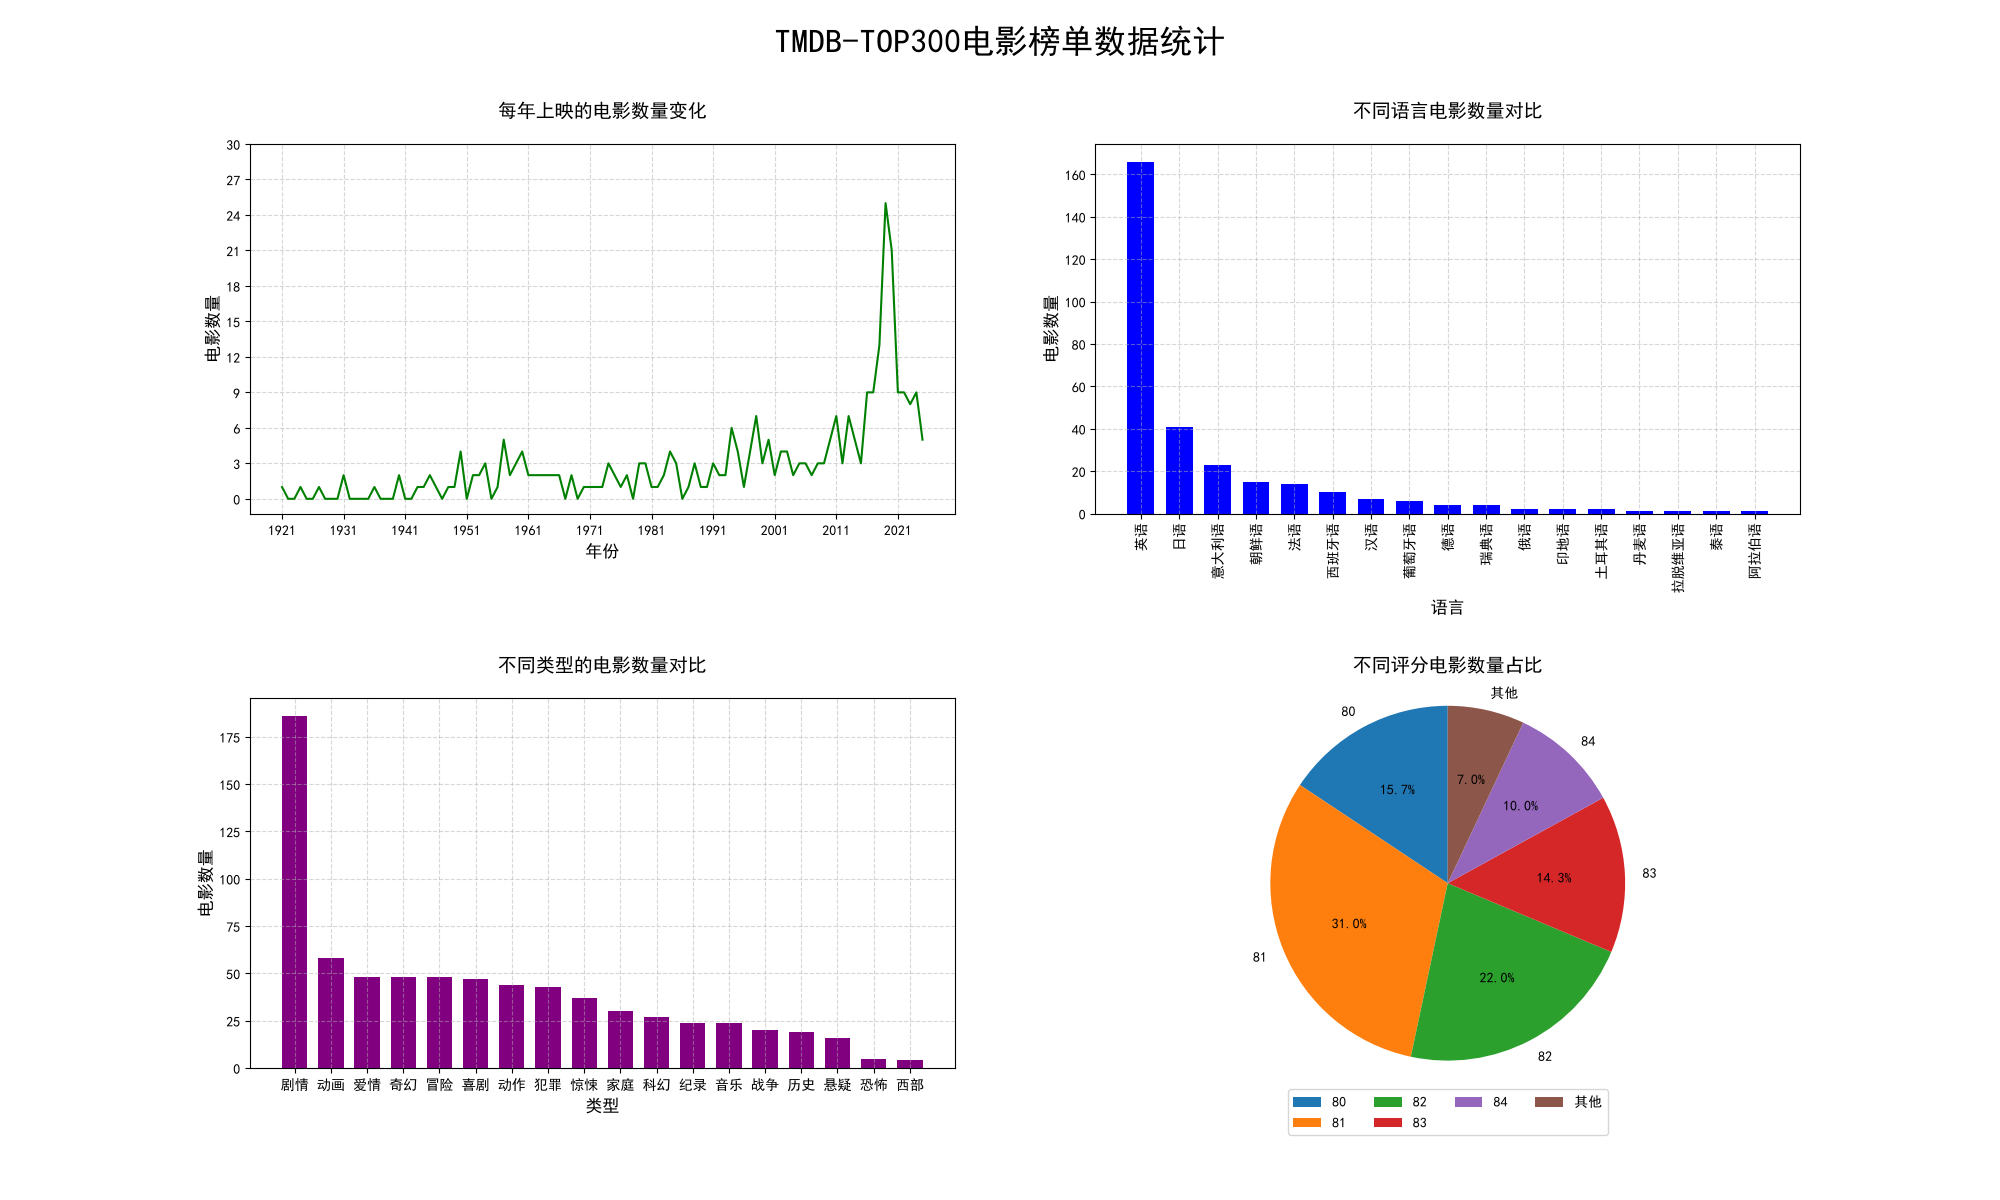 TMDB-TOP300电影榜单数据统计
每年上映的电影数量变化
30
27
24
21
18
15
12
9
6
3
0
电影数量
1921 1931 1941 1951 1961 1971 1981 1991 2001 2011 2021
年份
不同语言电影数量对比
160
140
120
100
80
60
40
20
0
电影数量
英语 日语 意大利语 朝鲜语 法语 西班牙语 汉语 葡萄牙语 德语 瑞典语 俄语 印地语 土耳其语 丹麦语 拉脱维亚语 泰语 阿拉伯语
语言
不同类型的电影数量对比
175
150
125
100
75
50
25
0
电影数量
剧情 动画 爱情 奇幻 冒险 喜剧 动作 犯罪 惊悚 家庭 科幻 纪录 音乐 战争 历史 悬疑 恐怖 西部
类型
不同评分电影数量占比
其他
80
84
7.0%
15.7%
10.0%
83
14.3%
31.0%
81
22.0%
82
80 82 84 其他
81 83